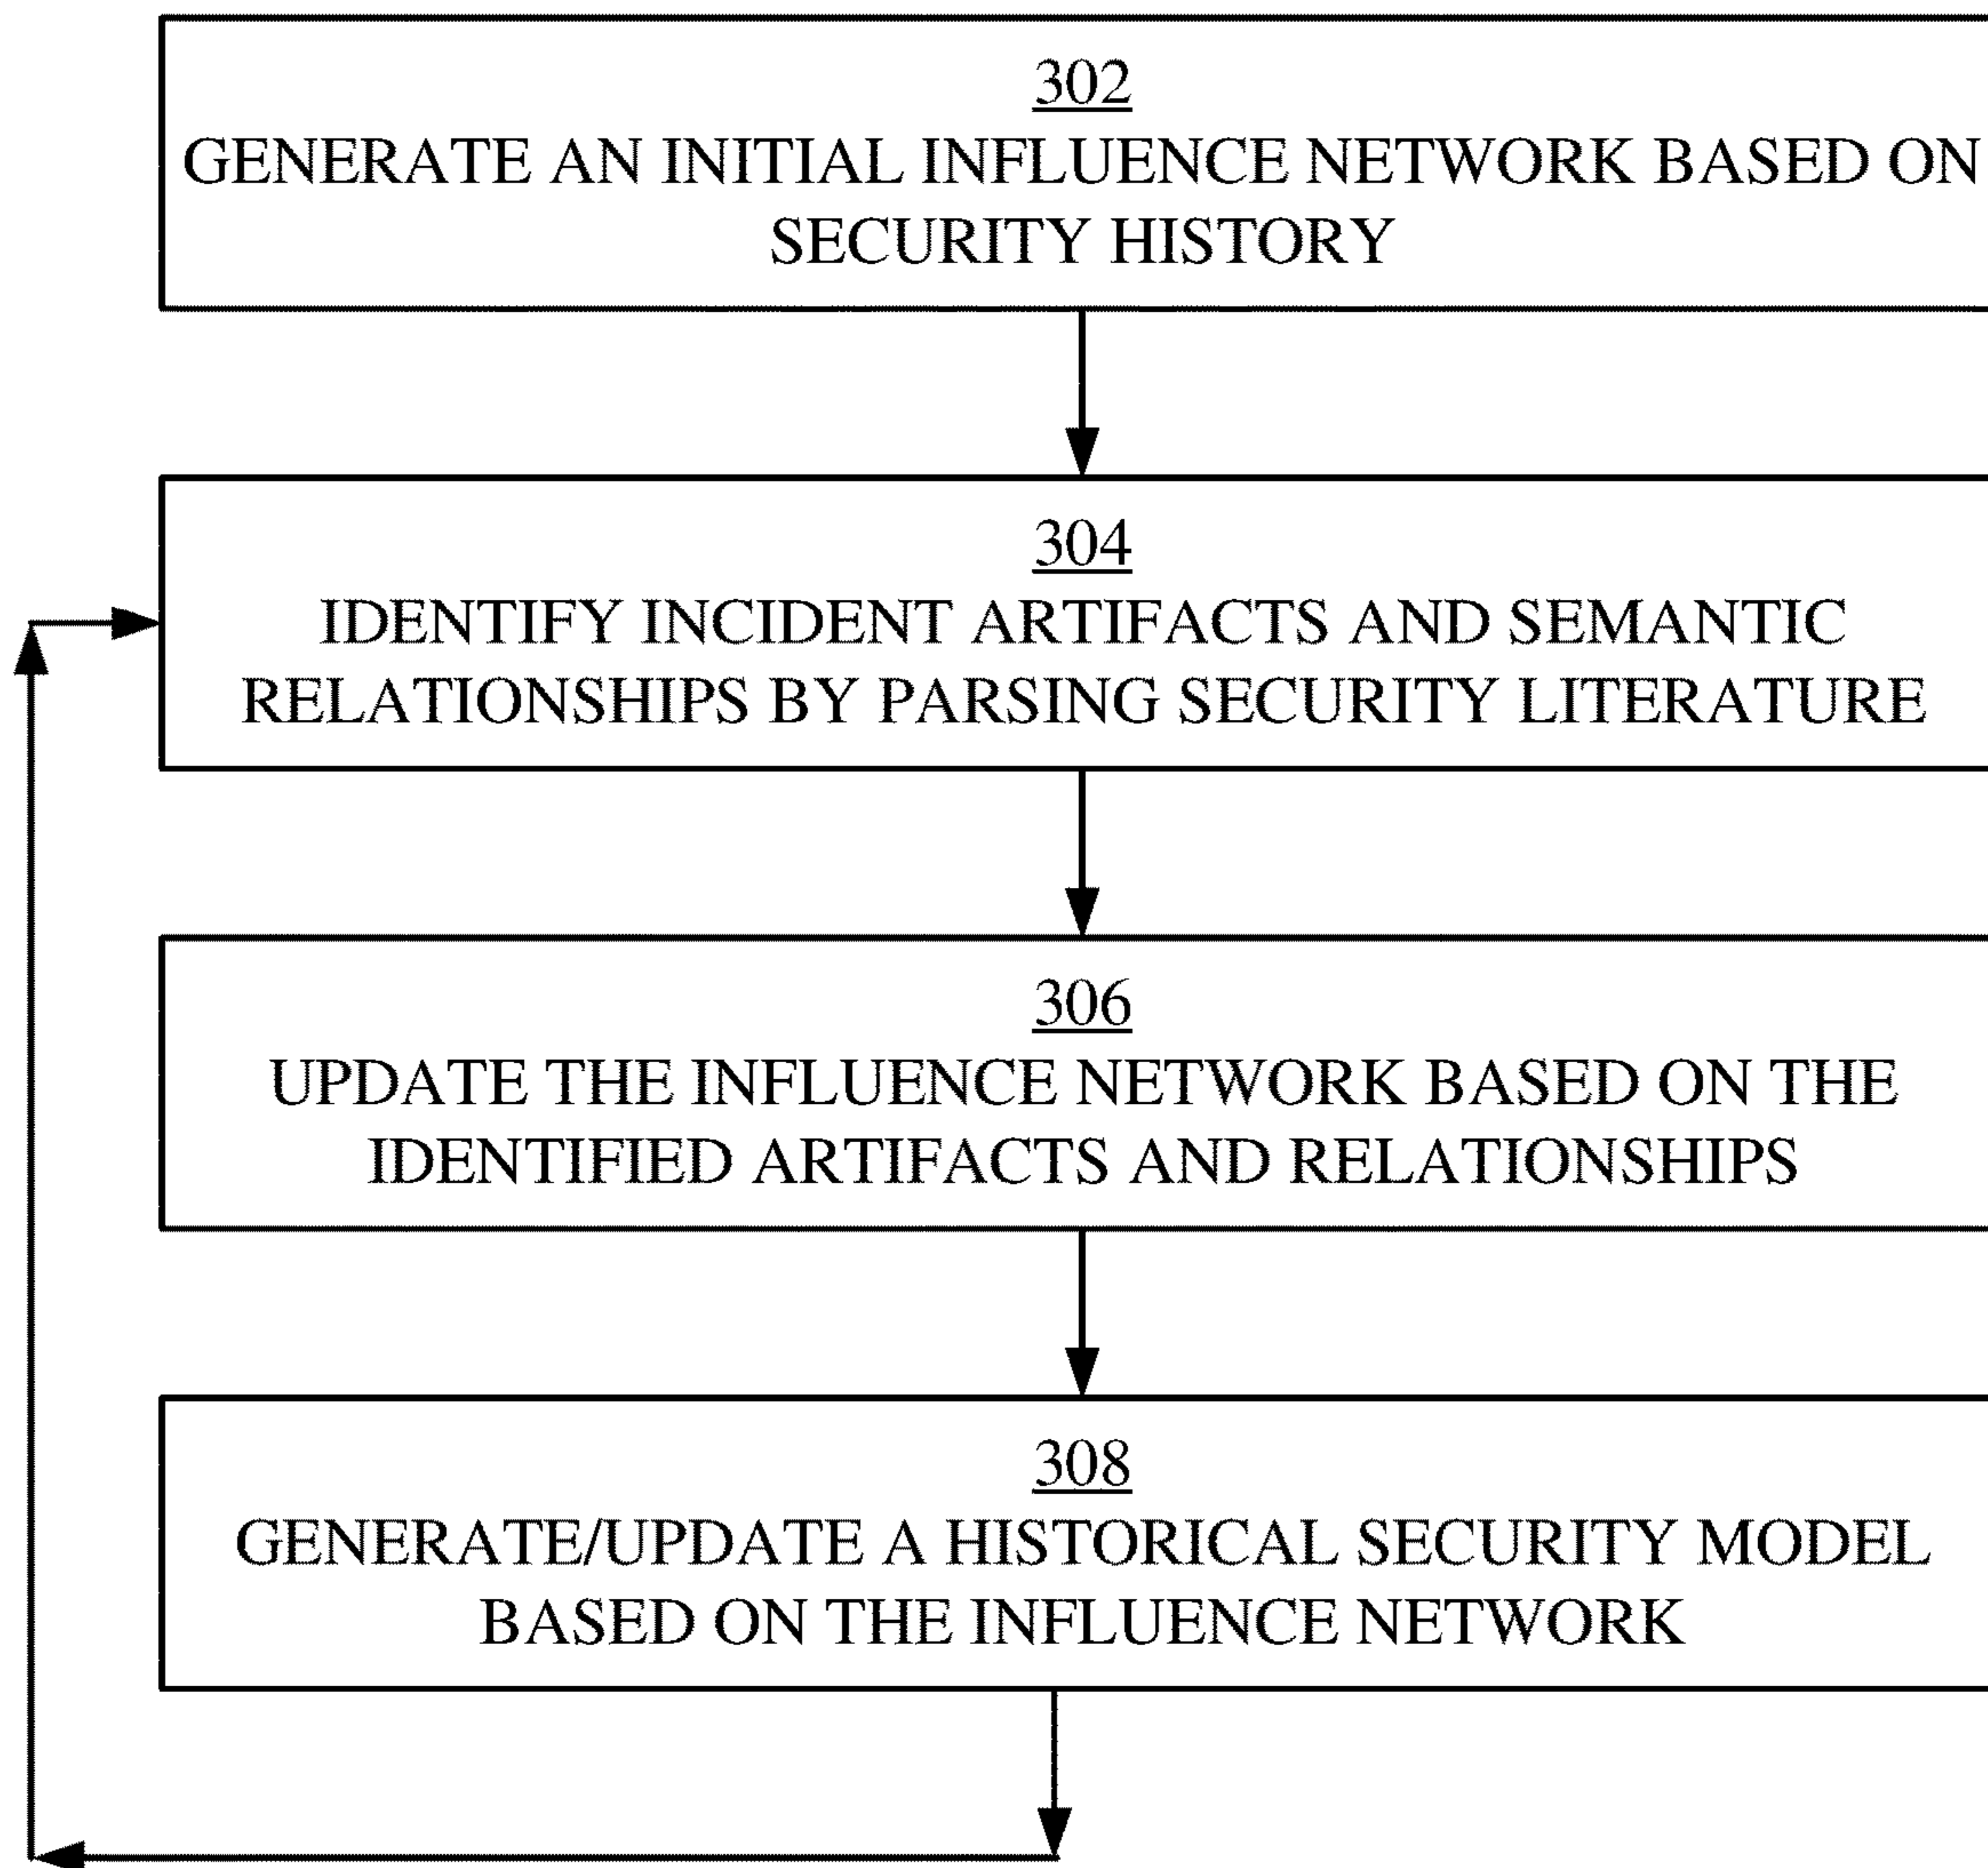 302
GENERATE AN INITIAL INFLUENCE NETWORK BASED ON
SECURITY HISTORY
304
IDENTIFY INCIDENT ARTIFACTS AND SEMANTIC
RELATIONSHIPS BY PARSING SECURITY LITERATURE
306
UPDATE THE INFLUENCE NETWORK BASED ON THE
IDENTIFIED ARTIFACTS AND RELATIONSHIPS
308
GENERATE/UPDATE A HISTORICAL SECURITY MODEL
BASED ON THE INFLUENCE NETWORK